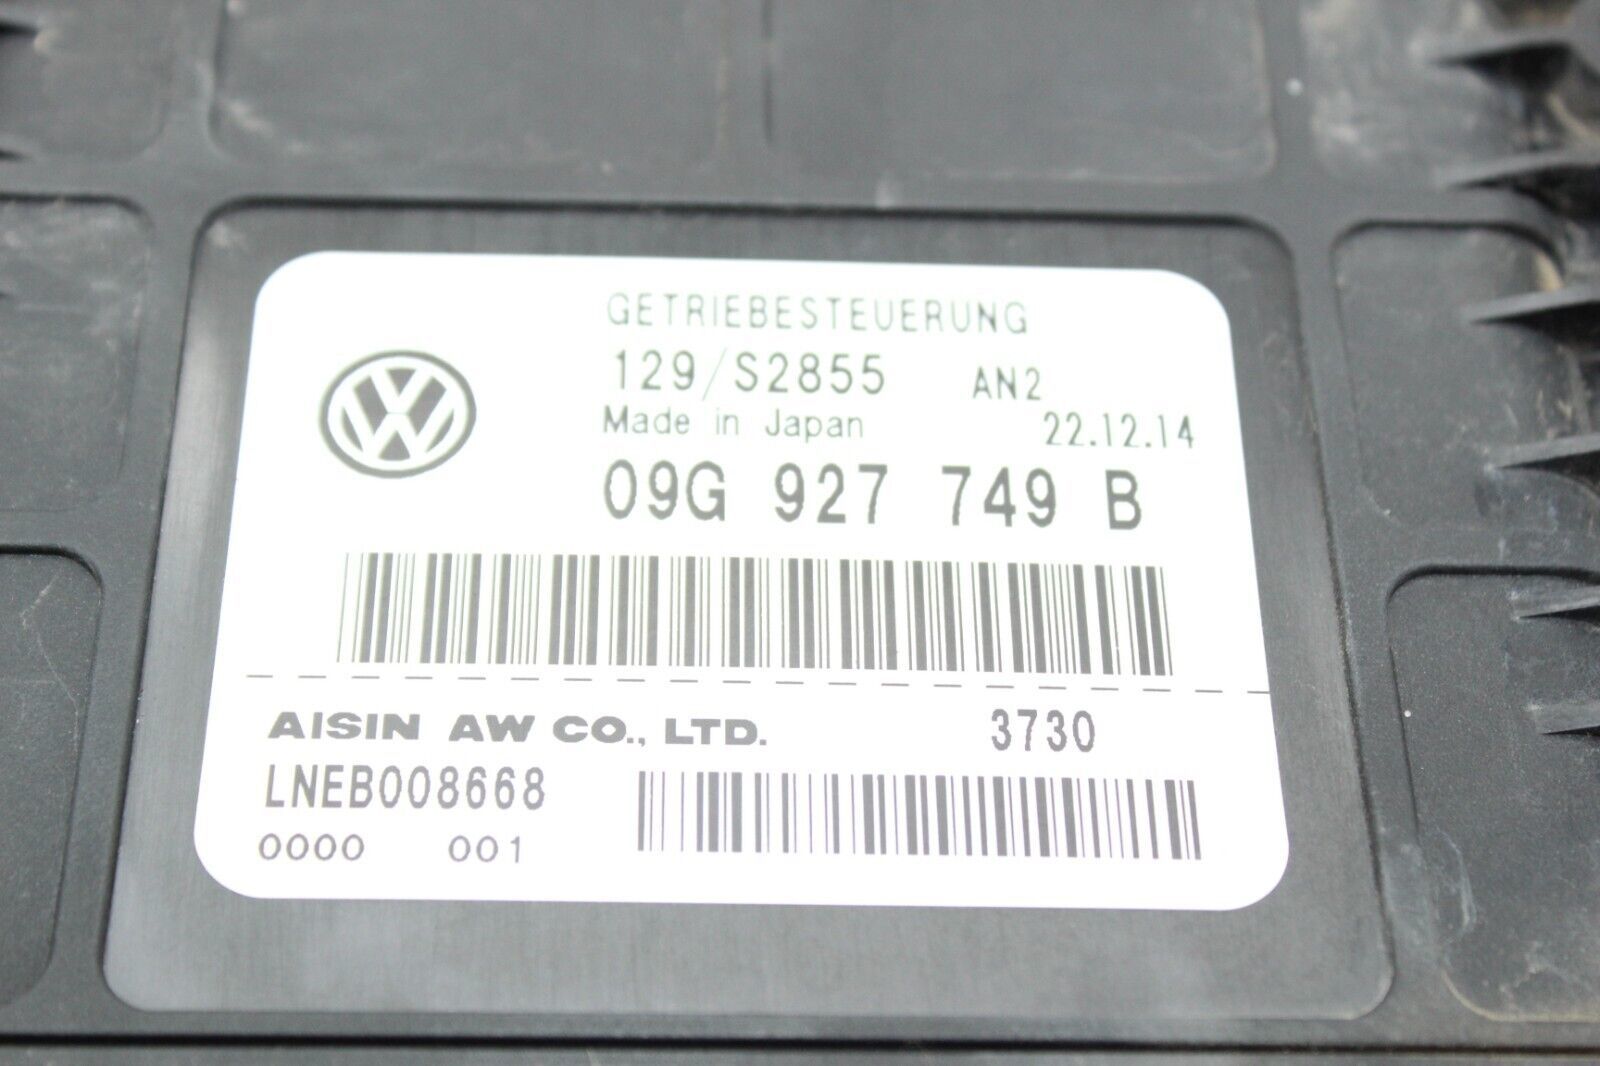 GETRIEBESTEUERUNG
129/S2855 AN2
Made in Japan 22.12.14
09G 927 749 B
AISIN AW CO., LTD. 3730
LNEB008668
0000 001